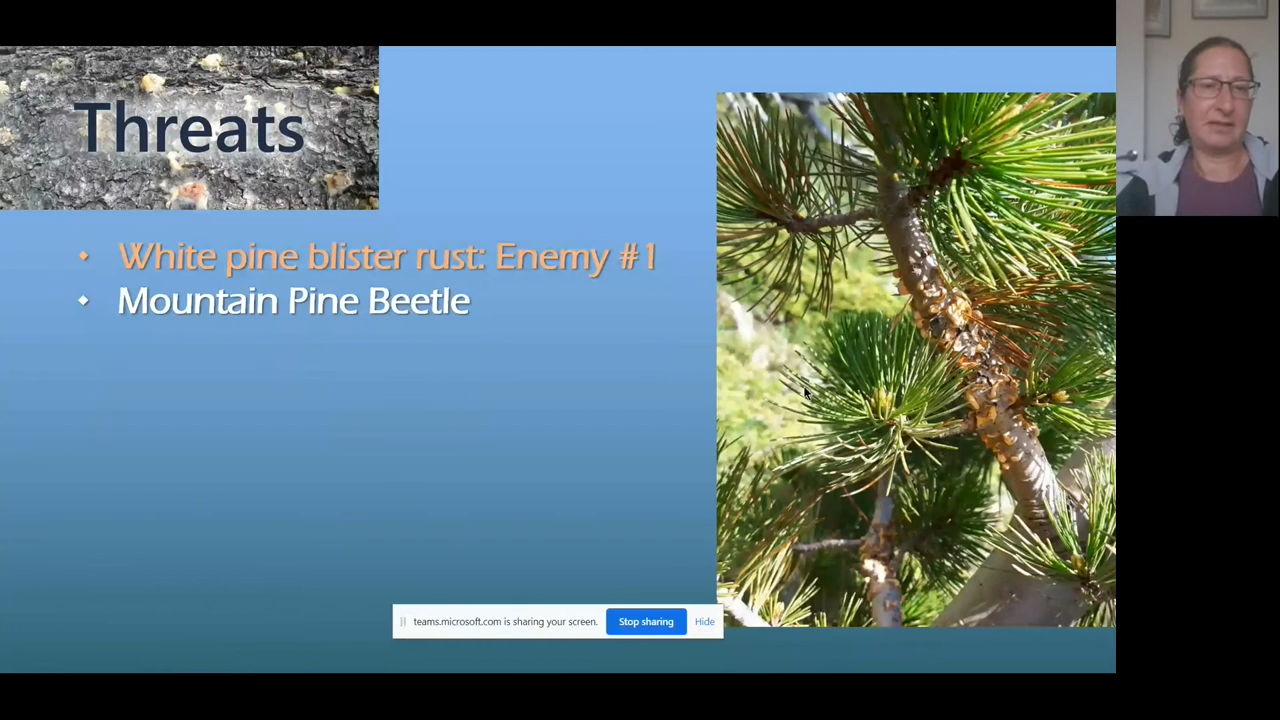 Threats
White pine blister rust: Enemy #1
Mountain Pine Beetle
teams.microsoft.com is sharing your screen. Stop sharing Hide